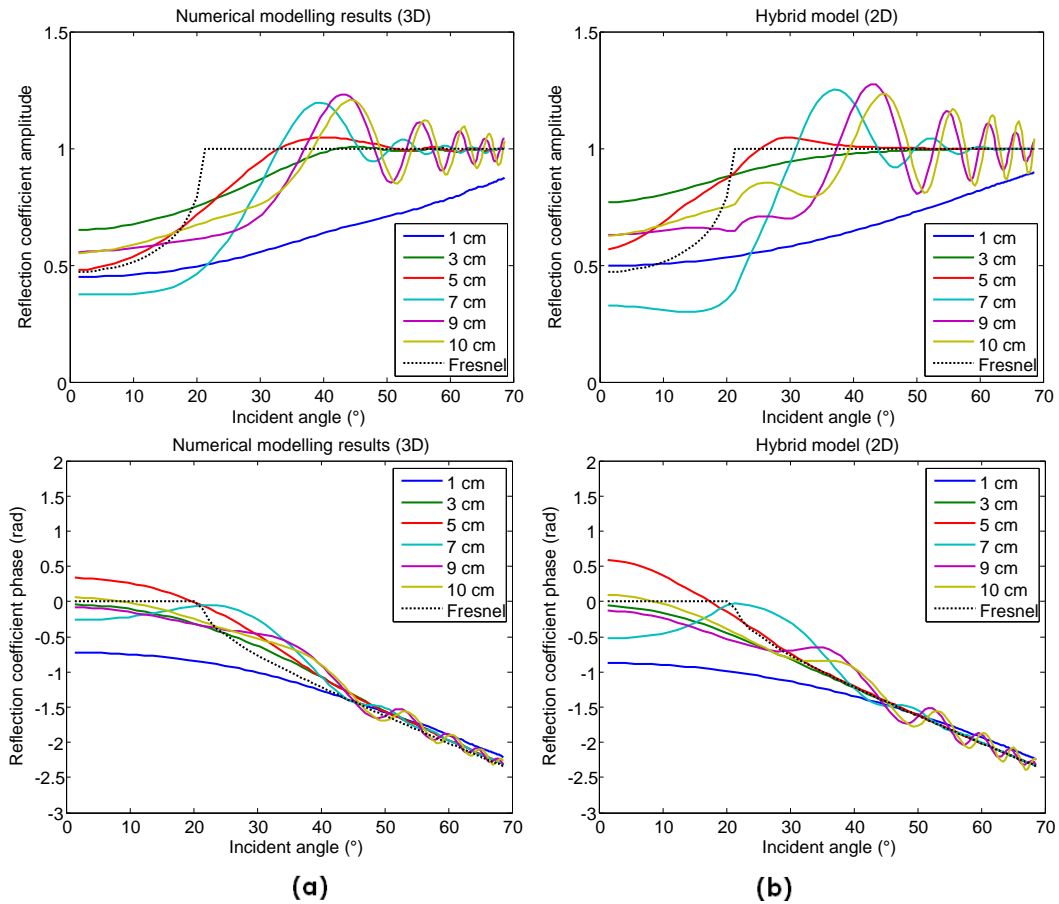 Numerical modelling results (3D)
Reflection coefficient amplitude
1.5
1
0.5
0
0 10 20 30 40 50 60 70
Incident angle (°)
1 cm
3 cm
5 cm
7 cm
9 cm
10 cm
Fresnel
Hybrid model (2D)
Reflection coefficient amplitude
1.5
1
0.5
0
0 10 20 30 40 50 60 70
Incident angle (°)
1 cm
3 cm
5 cm
7 cm
9 cm
10 cm
Fresnel
Numerical modelling results (3D)
Reflection coefficient phase (rad)
2
1.5
1
0.5
0
-0.5
-1
-1.5
-2
-2.5
-3
0 10 20 30 40 50 60 70
Incident angle (°)
1 cm
3 cm
5 cm
7 cm
9 cm
10 cm
Fresnel
(a)
Hybrid model (2D)
Reflection coefficient phase (rad)
2
1.5
1
0.5
0
-0.5
-1
-1.5
-2
-2.5
-3
0 10 20 30 40 50 60 70
Incident angle (°)
1 cm
3 cm
5 cm
7 cm
9 cm
10 cm
Fresnel
(b)